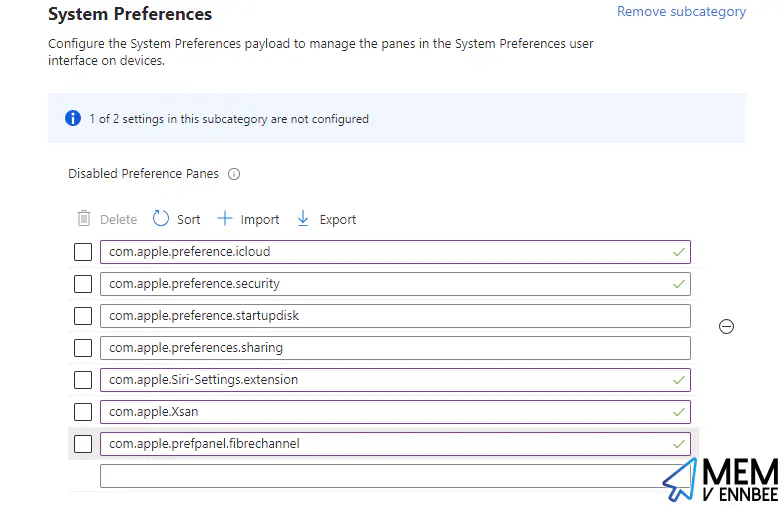 System Preferences
Remove subcategory
Configure the System Preferences payload to manage the panes in the System Preferences user
interface on devices.
1 of 2 settings in this subcategory are not configured
Disabled Preference Panes
Delete Sort Import Export
com.apple.preference.icloud
com.apple.preference.security
com.apple.preference.startupdisk
com.apple.preferences.sharing
com.apple.Siri-Settings.extension
com.apple.Xsan
com.apple.prefpanel.fibrechannel
MEM
V ENNBEE